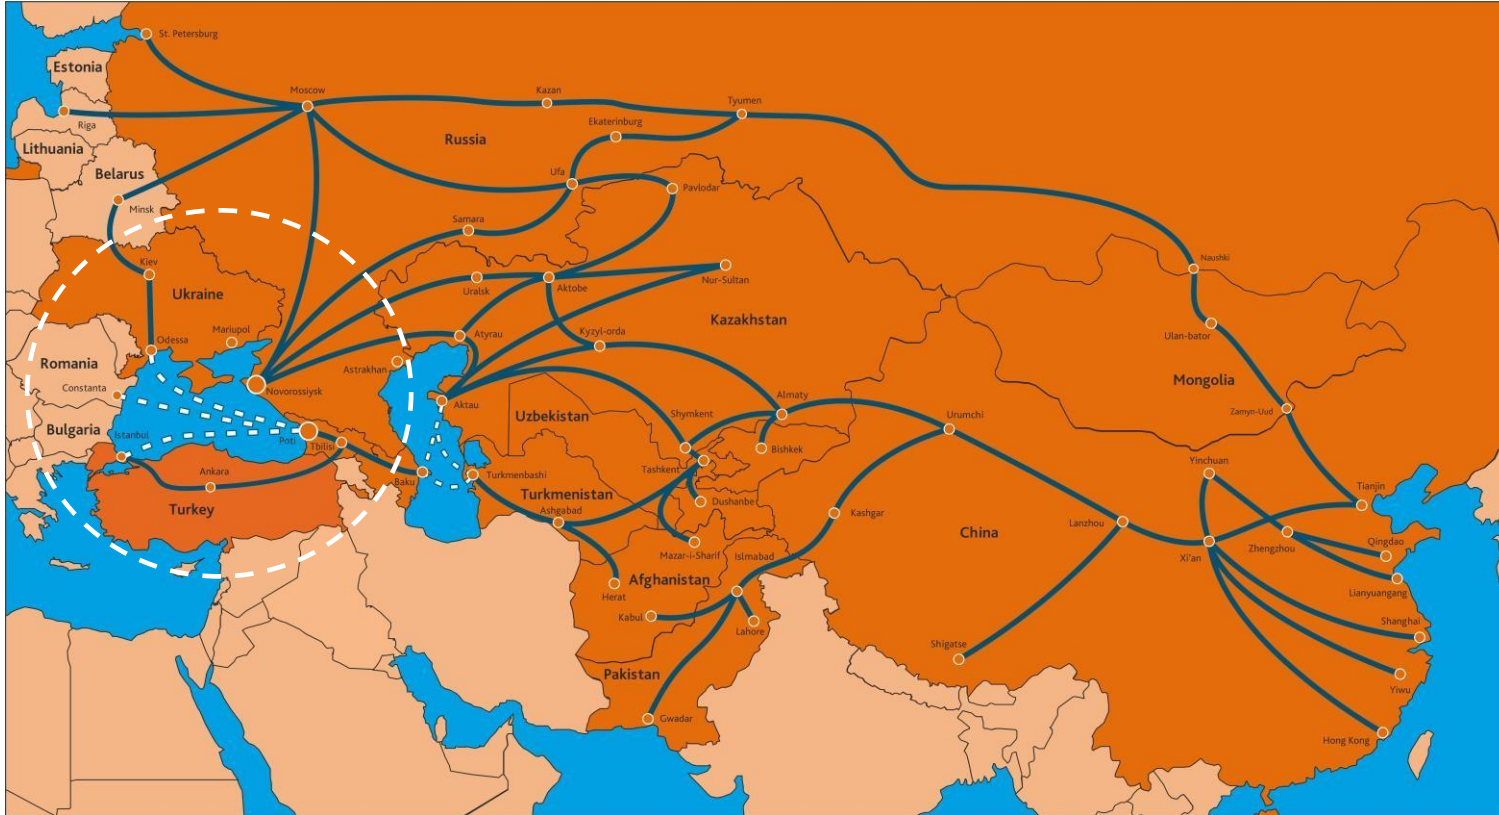 St. Petersburg
Estonia
Moscow
Kazan
Tyumen
Riga
Ekaterinburg
Russia
Lithuania
Belarus
Ufa
Pavlodar
Minsk
Samara
Kiev
Naushki
Ukraine
Uralsk
Aktobe
Nur-Sultan
Mariupol
Kazakhstan
Kyzyl-orda
Atyrau
Ulan-bator
Odessa
Romania
Astrakhan
Mongolia
Constanta
Novorossiysk
Aktau
Almaty
Uzbekistan
Shymkent
Urumchi
Zamyn-Uud
Bulgaria
Istanbul
Poti
Tbilisi
Bishkek
Yinchuan
Ankara
Baku
Turkmenbashi
Tashkent
Tianjin
Turkmenistan
Dushanbe
Turkey
Ashgabad
Kashgar
Lanzhou
China
Qingdao
Zhengzhou
Mazar-i-Sharif
Islmabad
Xi'an
Afghanistan
Lianyuangang
Herat
Kabul
Lahore
Shanghai
Shigatse
Pakistan
Yiwu
Gwadar
Hong Kong